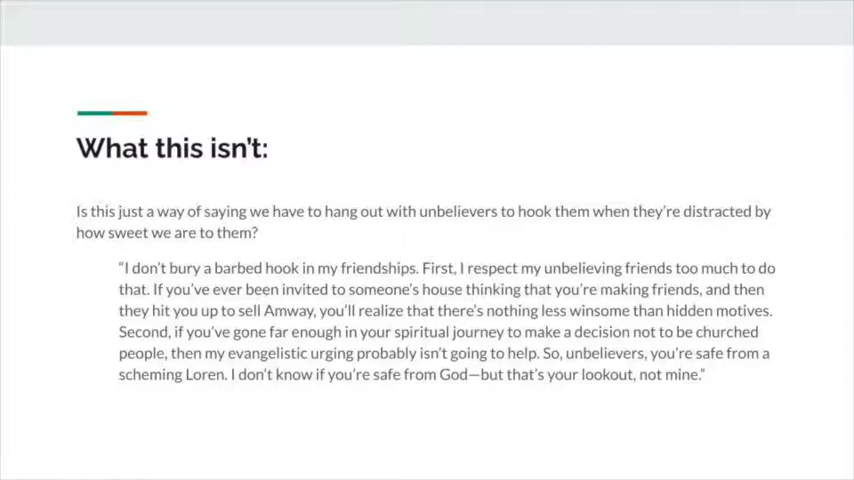 What this isn’t:
Is this just a way of saying we have to hang out with unbelievers to hook them when they’re distracted by
how sweet we are to them?
“I don’t bury a barbed hook in my friendships. First, I respect my unbelieving friends too much to do
that. If you’ve ever been invited to someone’s house thinking that you’re making friends, and then
they hit you up to sell Amway, you’ll realize that there’s nothing less winsome than hidden motives.
Second, if you’ve gone far enough in your spiritual journey to make a decision not to be churched
people, then my evangelistic urging probably isn’t going to help. So, unbelievers, you’re safe from a
scheming Loren. I don’t know if you’re safe from God—but that’s your lookout, not mine.”